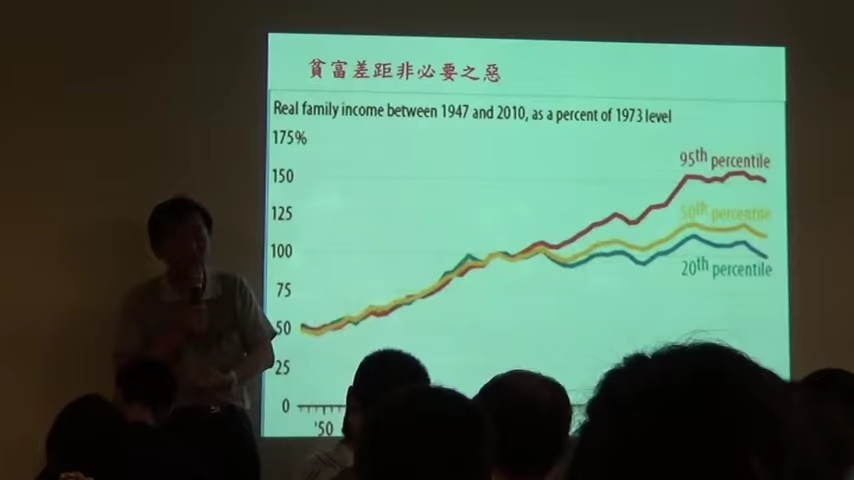 貧富差距非必要之惡
Real family income between 1947 and 2010, as a percent of 1973 level
175%
150
125
100
75
50
25
0
'50
95th percentile
50th percentile
20th percentile